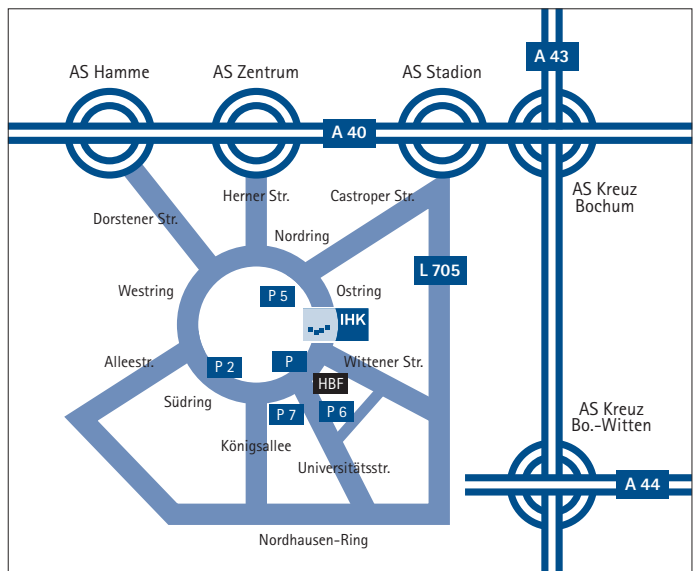 A 43
AS Hamme
AS Zentrum
AS Stadion
A 40
Herner Str.
Castroper Str.
AS Kreuz
Bochum
Dorstener Str.
Nordring
L 705
Westring
P 5
Ostring
IHK
Alleestr.
P 2
P
Wittener Str.
HBF
Südring
P 7
P 6
AS Kreuz
Bo.-Witten
Königsallee
Universitätsstr.
A 44
Nordhausen-Ring